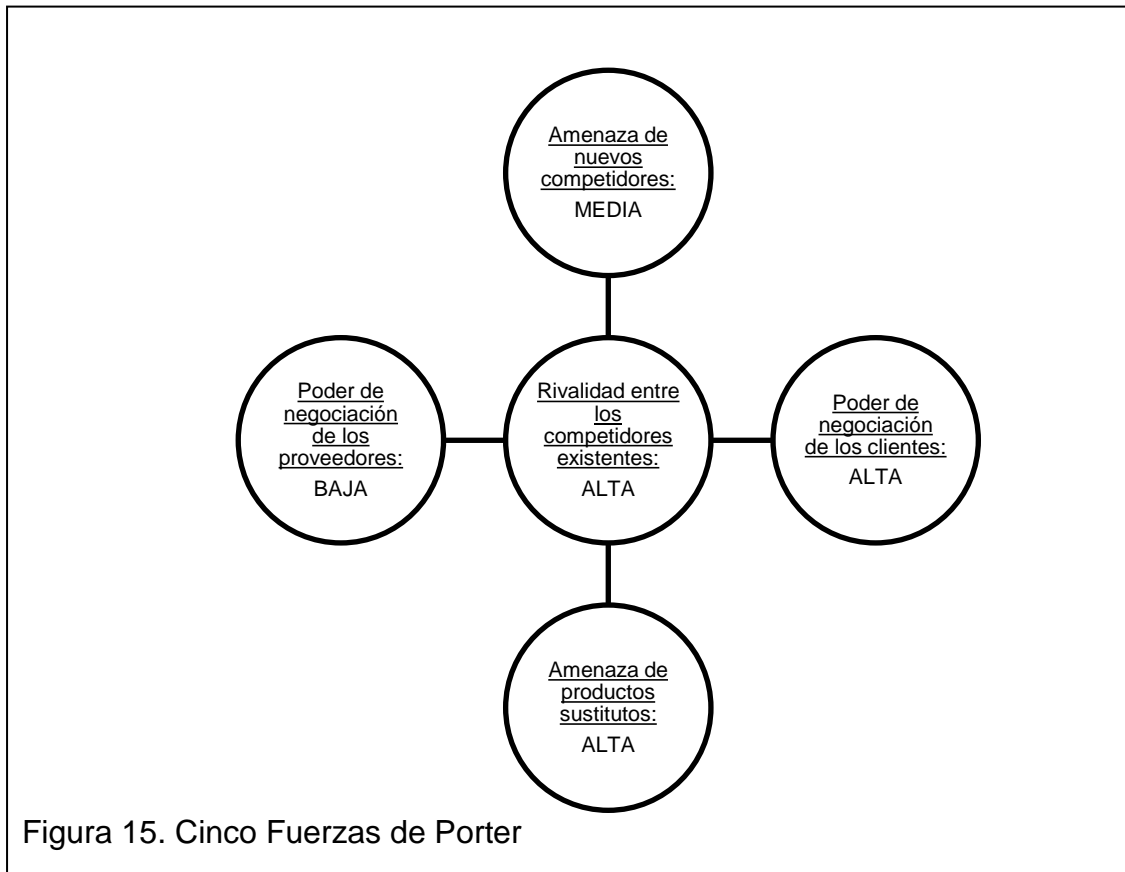 Amenaza de
nuevos
competidores:
MEDIA
Poder de
negociación
de los
proveedores:
BAJA
Rivalidad entre
los
competidores
existentes:
ALTA
Poder de
negociación
de los clientes:
ALTA
Amenaza de
productos
sustitutos:
ALTA
Figura 15. Cinco Fuerzas de Porter